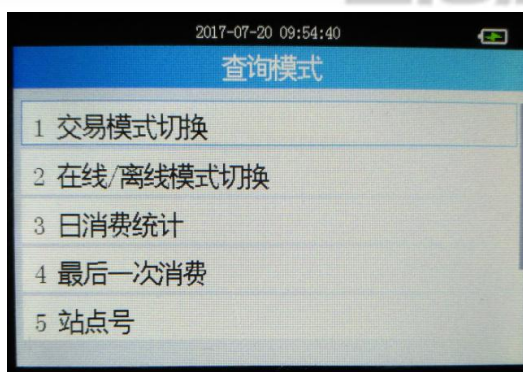 2017-07-20 09:54:40
查询模式
1 交易模式切换
2 在线/离线模式切换
3 日消费统计
4 最后一次消费
5 站点号